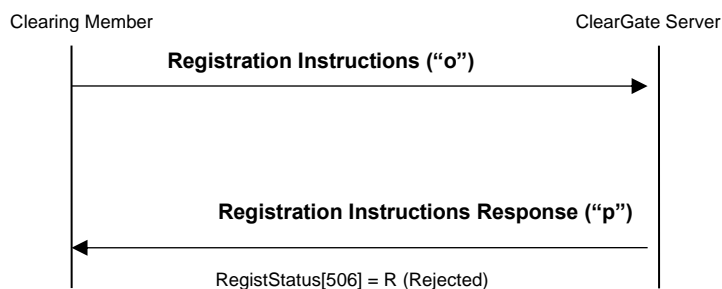 Clearing Member
ClearGate Server
Registration Instructions (“o”)
Registration Instructions Response (“p”)
RegistStatus[506] = R (Rejected)